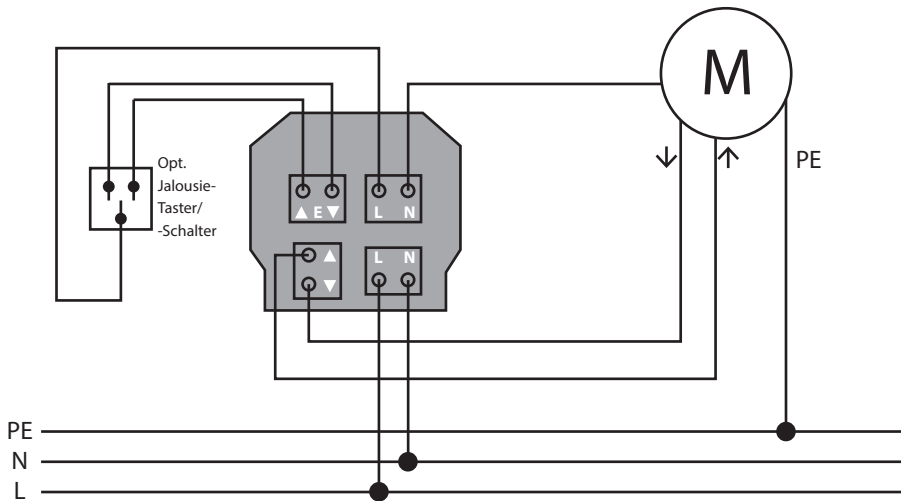 M
Opt.
Jalousie-
Taster/
-Schalter
↓ ↑ PE
▲ E ▼ L N
▲ L N
▼
PE
N
L